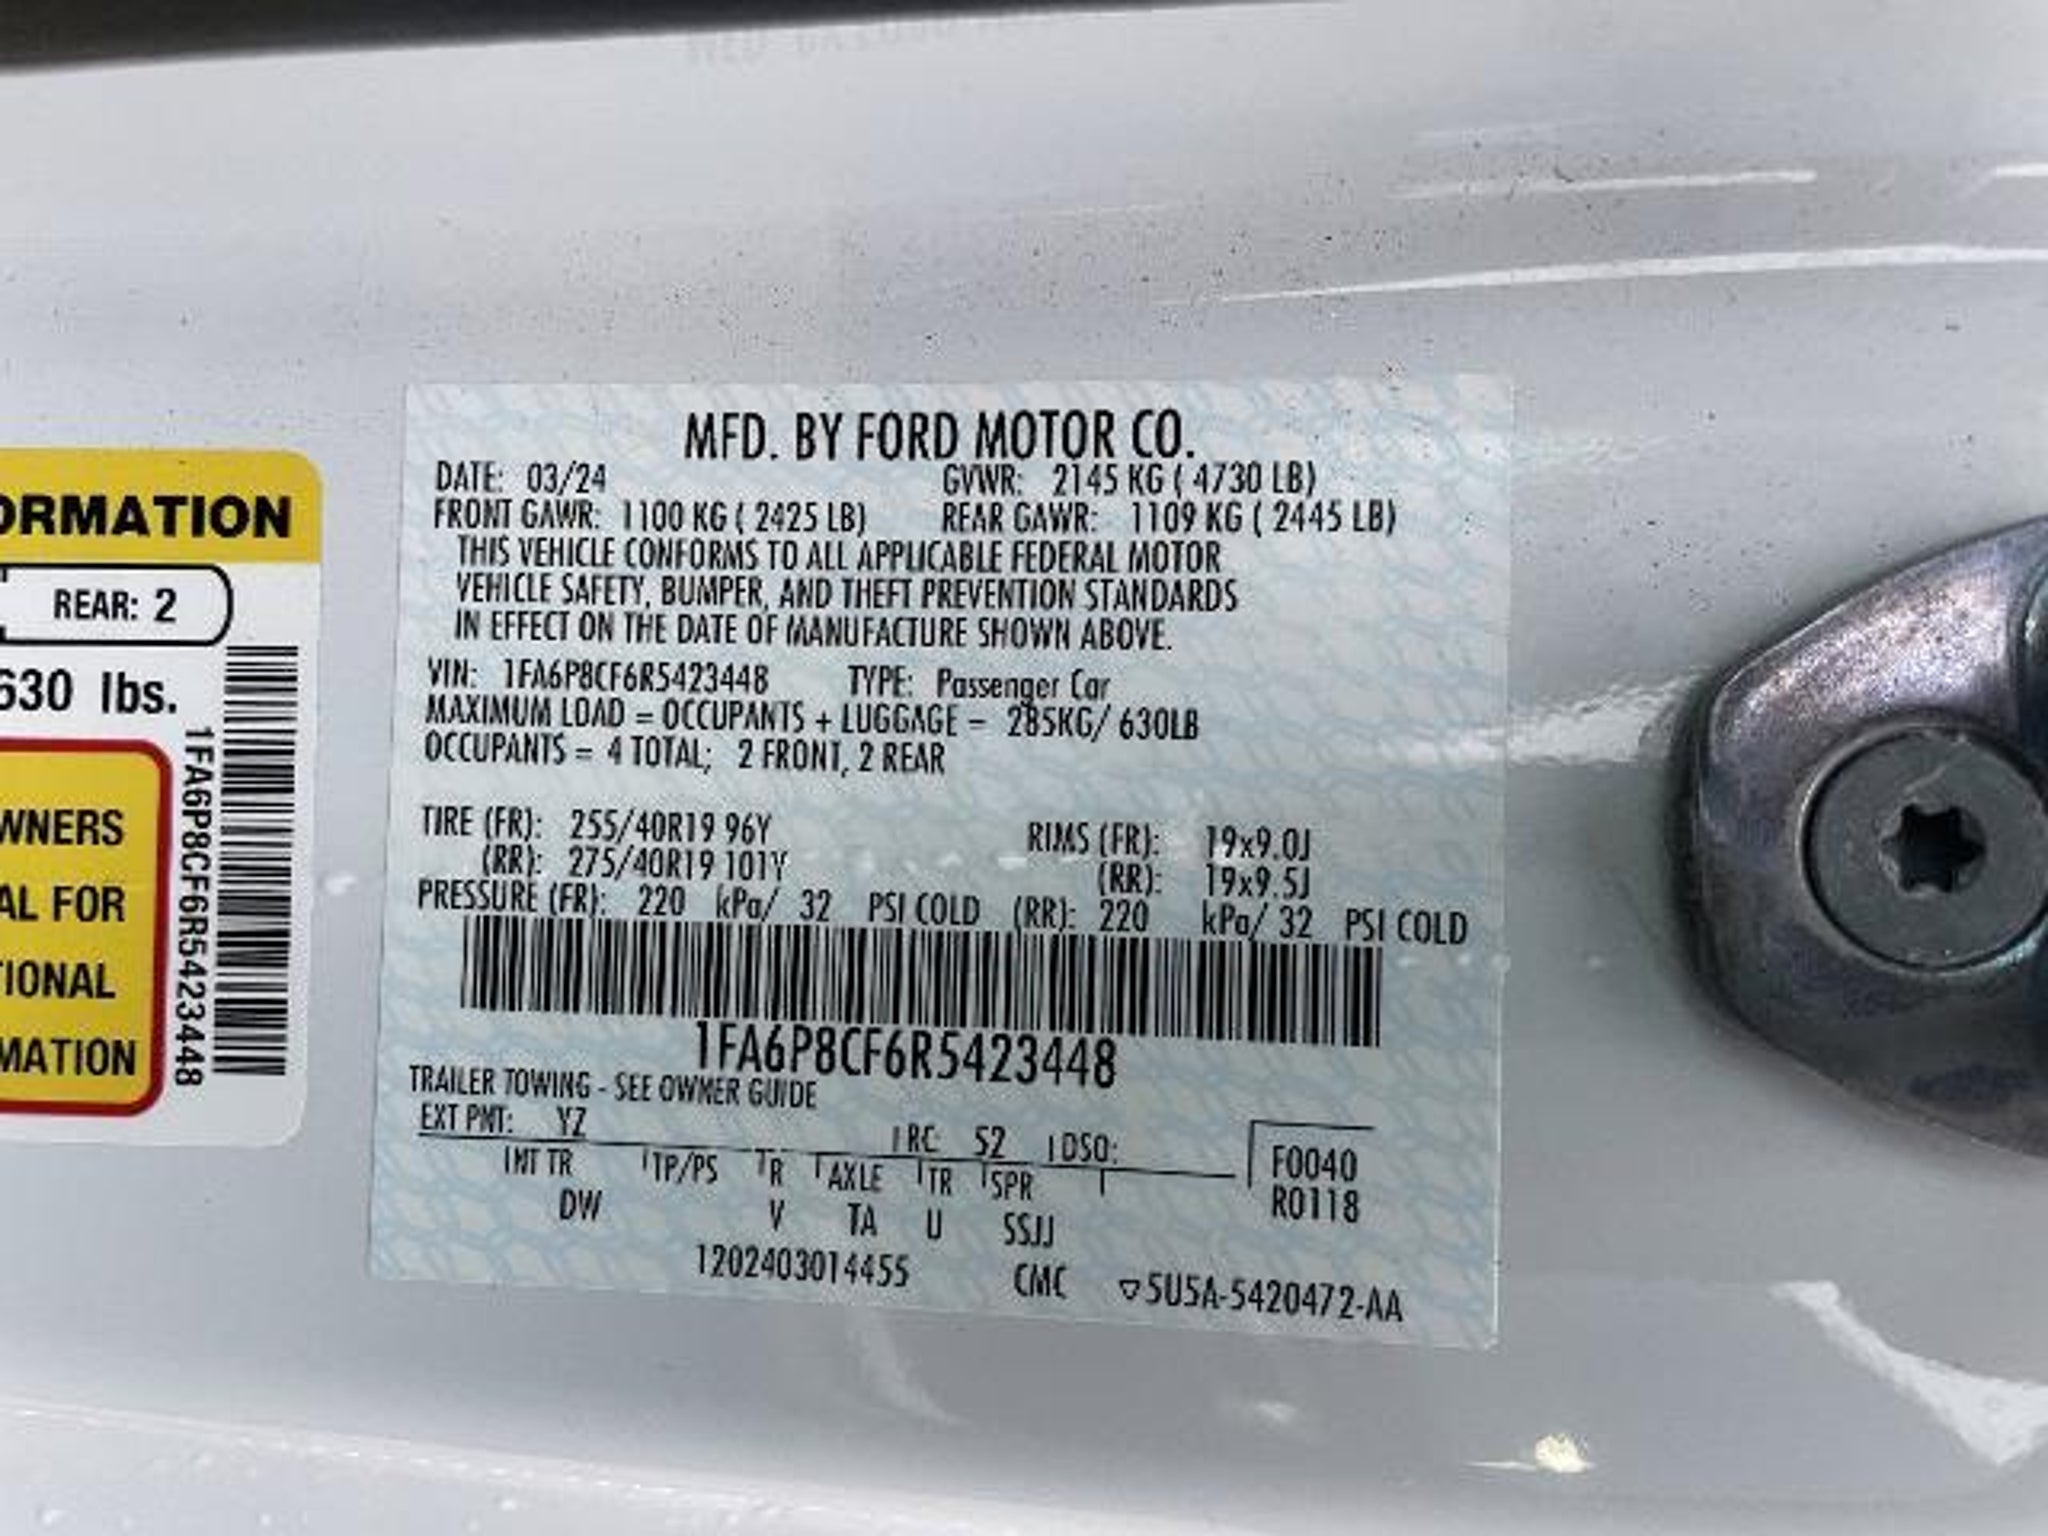 ORMATION
REAR: 2
630 lbs.
WNERS
AL FOR
TIONAL
MATION
1FA6P8CF6R5423448
MFD. BY FORD MOTOR CO.
DATE: 03/24 GVWR: 2145 KG ( 4730 LB)
FRONT GAWR: 1100 KG ( 2425 LB) REAR GAWR: 1109 KG ( 2445 LB)
THIS VEHICLE CONFORMS TO ALL APPLICABLE FEDERAL MOTOR
VEHICLE SAFETY, BUMPER, AND THEFT PREVENTION STANDARDS
IN EFFECT ON THE DATE OF MANUFACTURE SHOWN ABOVE.
VIN: 1FA6P8CF6R5423448 TYPE: Passenger Car
MAXIMUM LOAD = OCCUPANTS + LUGGAGE = 285KG/ 630LB
OCCUPANTS = 4 TOTAL; 2 FRONT, 2 REAR
TIRE (FR): 255/40R19 96Y RIMS (FR): 19x9.0J
(RR): 275/40R19 101Y (RR): 19x9.5J
PRESSURE (FR): 220 kPa/ 32 PSI COLD (RR): 220 kPa/ 32 PSI COLD
1FA6P8CF6R5423448
TRAILER TOWING - SEE OWNER GUIDE
EXT PNT: YZ RC: 52 DSO: F0040
INT TR TP/PS R AXLE TR SPR R0118
DW V TA U SSJJ
1202403014455 CMC ▽5U5A-5420472-AA